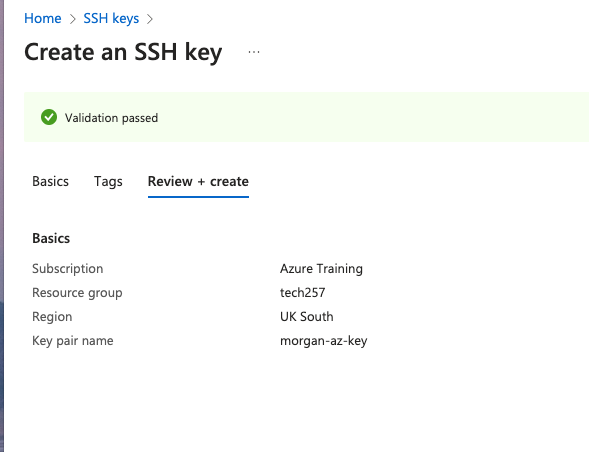 Home > SSH keys >
Create an SSH key ...
Validation passed
Basics Tags Review + create
Basics
Subscription Azure Training
Resource group tech257
Region UK South
Key pair name morgan-az-key